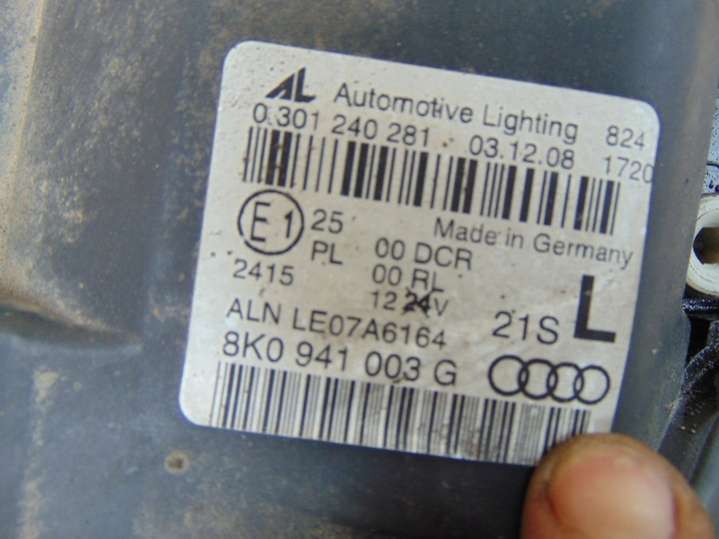 AL Automotive Lighting 824
0 301 240 281 03.12.08 1720
E1 25 Made in Germany
PL 00 DCR
2415 00 RL
12 24V
ALN LE07A6164 21S L
8K0 941 003 G